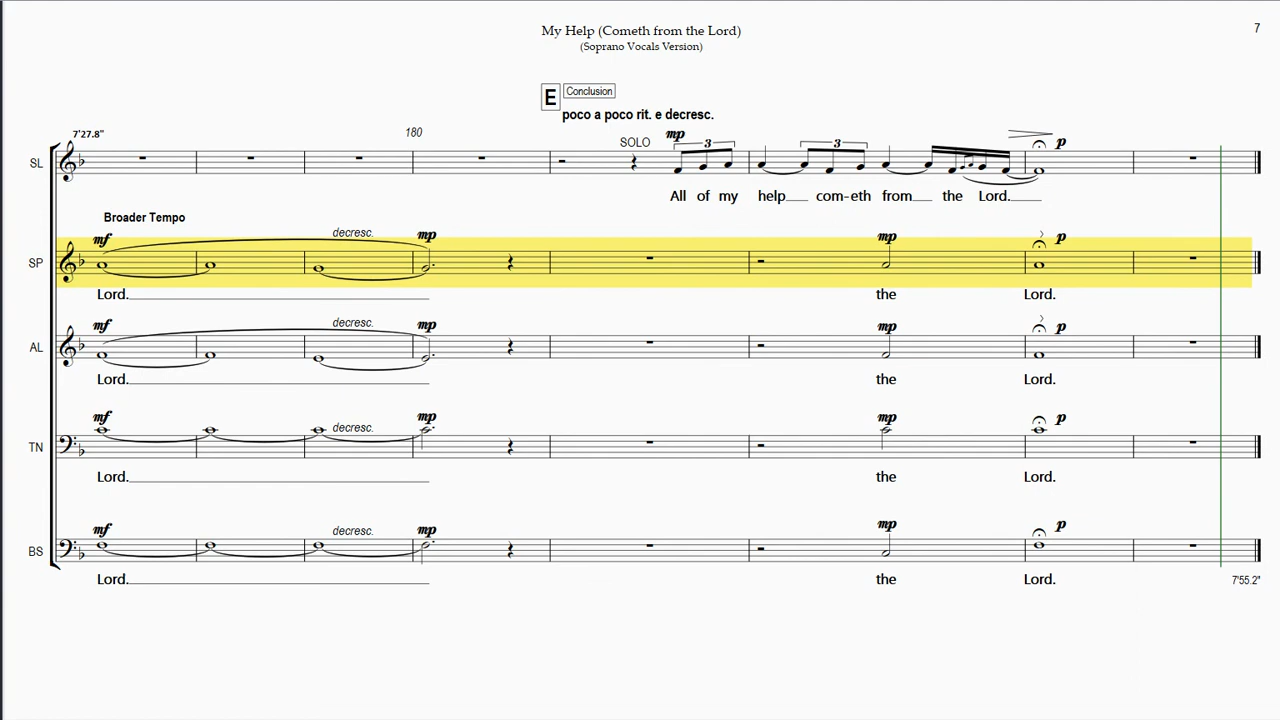 My Help (Cometh from the Lord)
7
(Soprano Vocals Version)
E Conclusion
poco a poco rit. e decresc.
7'27.8" 180
SOLO mp 3 3 p
SL
All of my help com-eth from the Lord.
Broader Tempo
mf decresc. mp mp p
SP
Lord. the Lord.
mf decresc. mp mp p
AL
Lord. the Lord.
mf decresc. mp mp p
TN
Lord. the Lord.
mf decresc. mp mp p
BS
Lord. the Lord.
7'55.2"